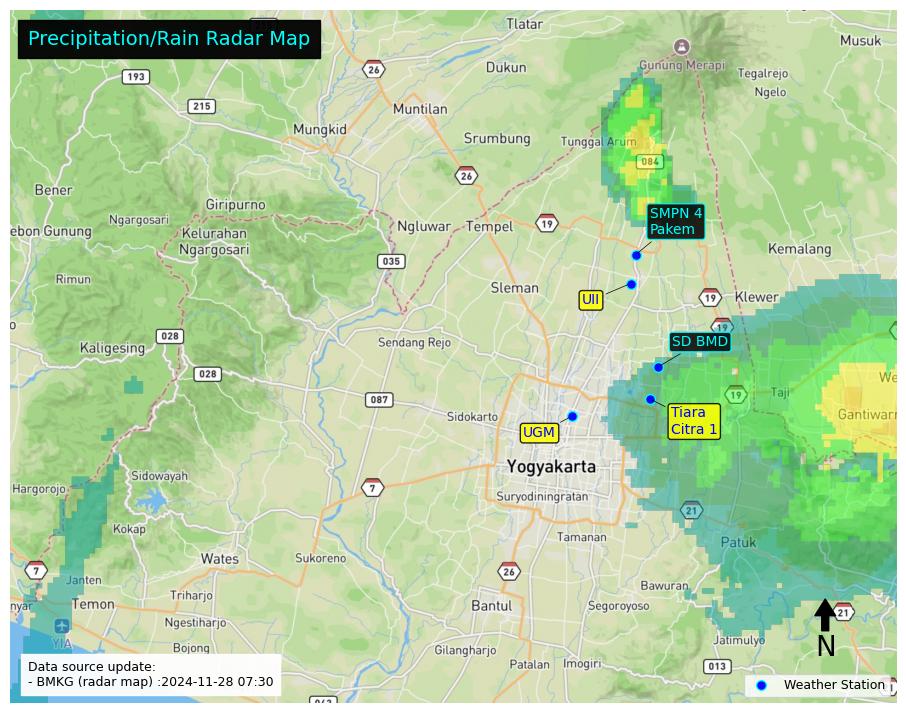 Precipitation/Rain Radar Map
Tlatar
Musuk
26
Dukun
Gunung Merapi
Tegalrejo
193
Ngelo
215
Muntilan
Mungkid
Srumbung
Tunggal Arum
084
26
Bener
Giripurno
Ngargosari
SMPN 4
Pakem
ebon Gunung
Kelurahan
Ngargosari
Ngluwar
Tempel
19
Kemalang
035
Rimun
Sleman
UII
19
Klewer
19
028
Kaligesing
Sendang Rejo
SD BMD
028
087
19
Taji
We
Sidokarto
Tiara
Citra 1
Gantiwarn
UGM
Yogyakarta
Sidowayah
Hargorojo
7
Suryodiningratan
21
Kokap
Tamanan
Patuk
Wates
Sukoreno
7
26
Janten
Bawuran
nyar
Temon
Triharjo
Bantul
Segoroyoso
21
Ngestiharjo
YIA
Jatimulyo
N
Bojong
Gilangharjo
Patalan
Imogiri
013
Data source update:
- BMKG (radar map) :2024-11-28 07:30
Weather Station